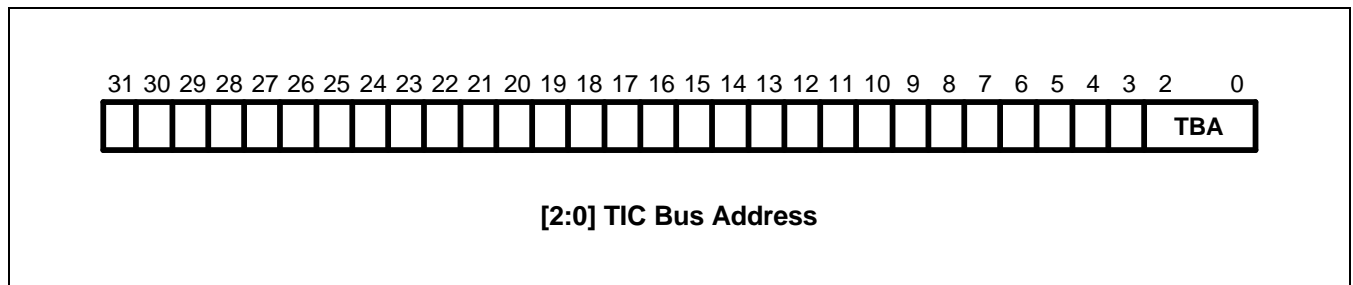 31 30 29 28 27 26 25 24 23 22 21 20 19 18 17 16 15 14 13 12 11 10 9 8 7 6 5 4 3 2 0
TBA
[2:0] TIC Bus Address